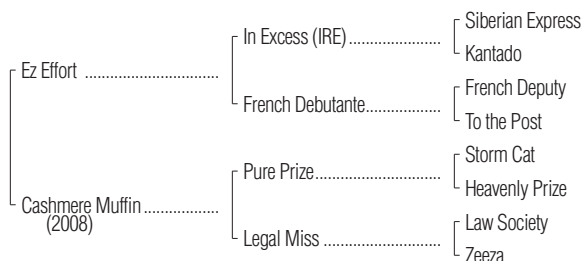 Siberian Express
In Excess (IRE)
Kantado
Ez Effort
French Deputy
French Debutante
To the Post
Storm Cat
Pure Prize
Heavenly Prize
Cashmere Muffin
(2008)
Law Society
Legal Miss
Zeeza